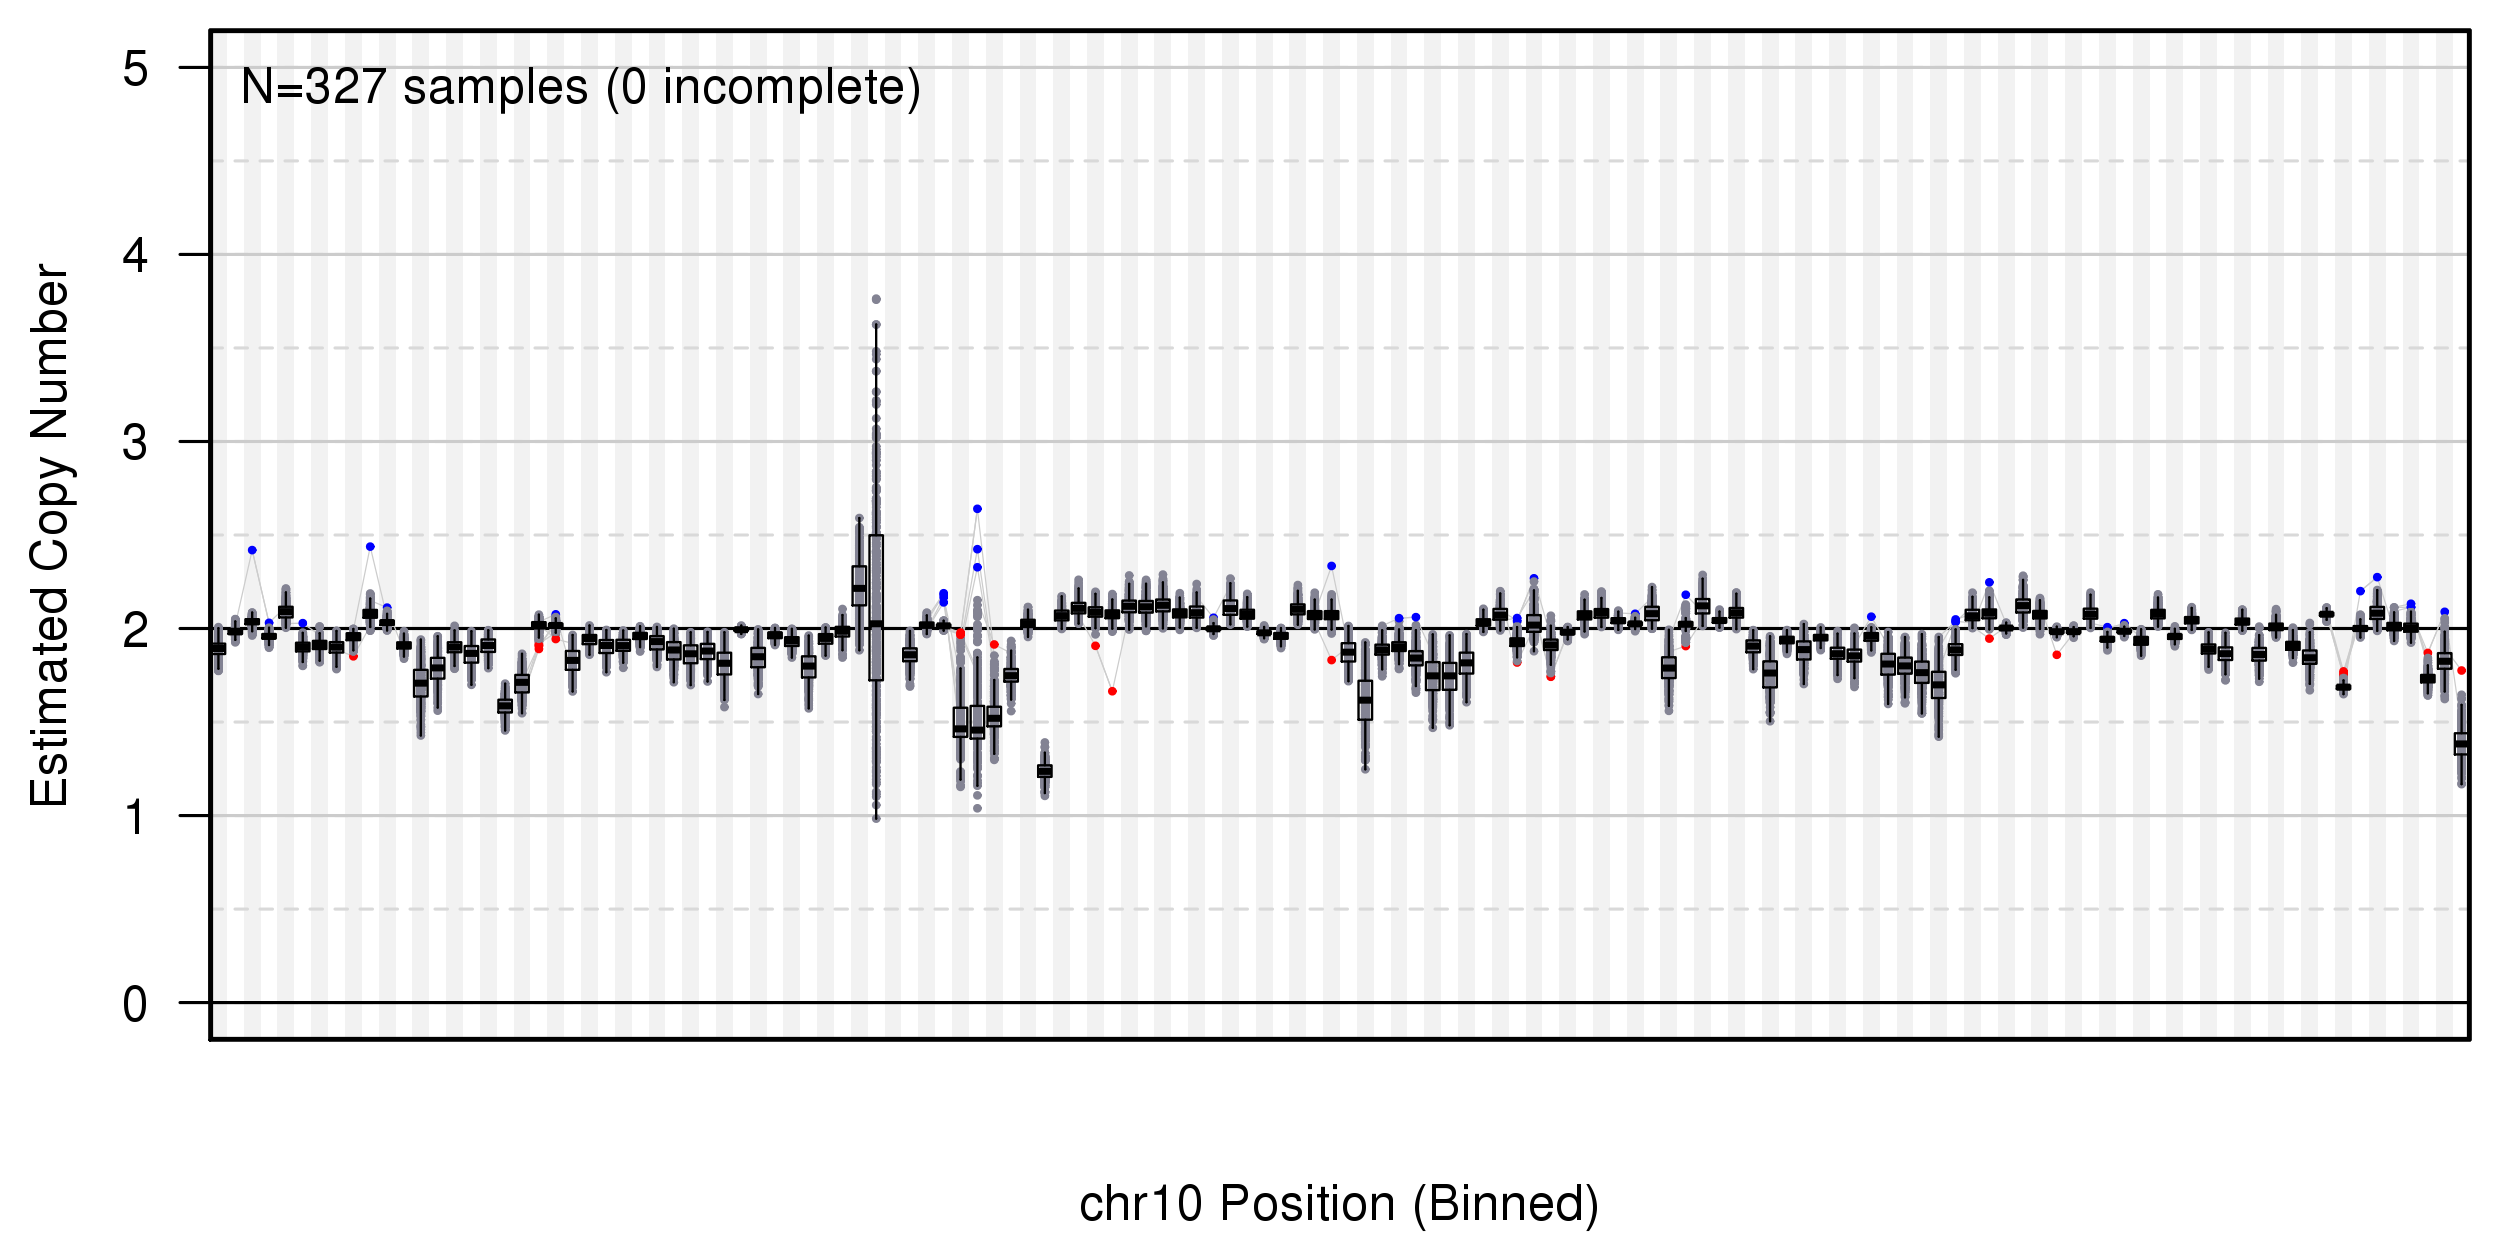 N=327 samples (0 incomplete)
5
4
3
2
1
0
Estimated Copy Number
chr10 Position (Binned)